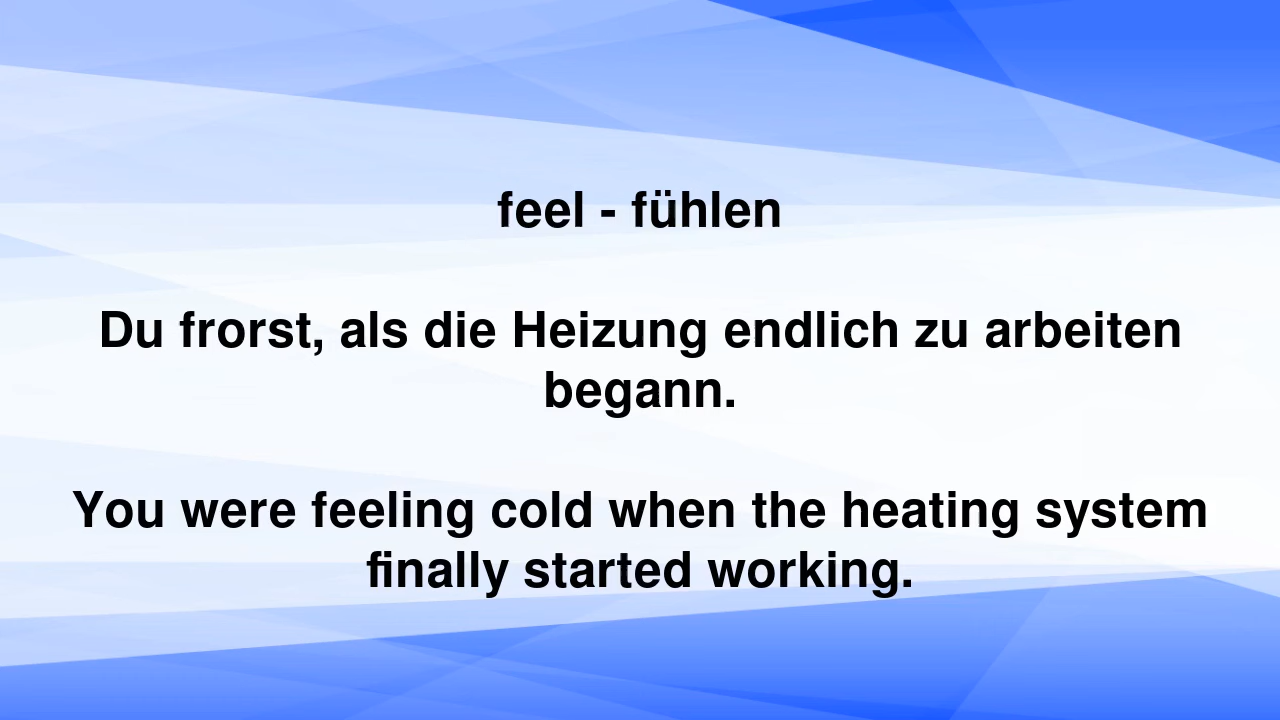 feel - fühlen
Du frorst, als die Heizung endlich zu arbeiten
begann.
You were feeling cold when the heating system
finally started working.